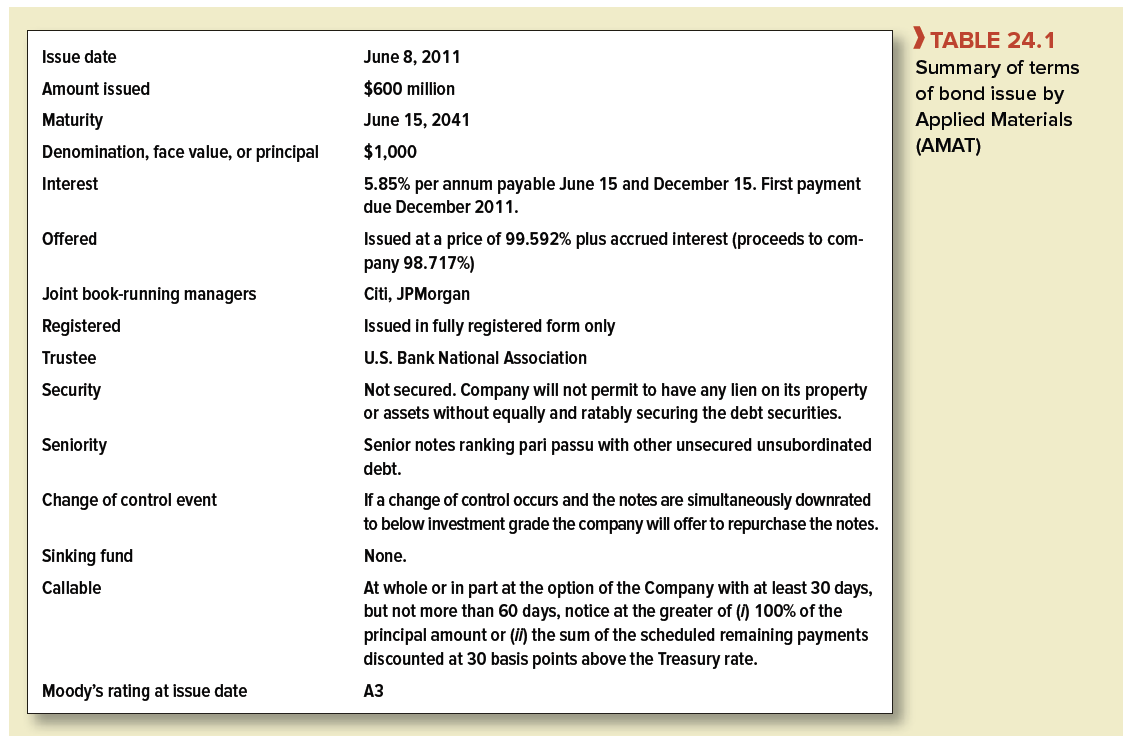 Issue date June 8, 2011
Amount issued $600 million
Maturity June 15, 2041
Denomination, face value, or principal $1,000
Interest 5.85% per annum payable June 15 and December 15. First payment
due December 2011.
Offered Issued at a price of 99.592% plus accrued interest (proceeds to com-
pany 98.717%)
Joint book-running managers Citi, JPMorgan
Registered Issued in fully registered form only
Trustee U.S. Bank National Association
Security Not secured. Company will not permit to have any lien on its property
or assets without equally and ratably securing the debt securities.
Seniority Senior notes ranking pari passu with other unsecured unsubordinated
debt.
Change of control event If a change of control occurs and the notes are simultaneously downrated
to below investment grade the company will offer to repurchase the notes.
Sinking fund None.
Callable At whole or in part at the option of the Company with at least 30 days,
but not more than 60 days, notice at the greater of (i) 100% of the
principal amount or (ii) the sum of the scheduled remaining payments
discounted at 30 basis points above the Treasury rate.
Moody's rating at issue date A3
TABLE 24.1
Summary of terms
of bond issue by
Applied Materials
(AMAT)